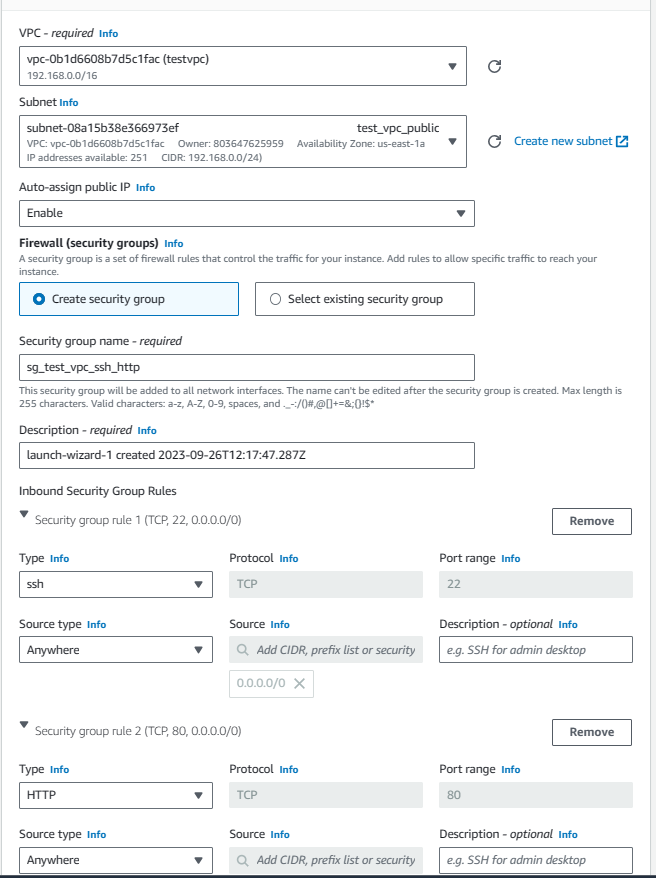 VPC - required Info
vpc-0b1d6608b7d5c1fac (testvpc)
192.168.0.0/16
Subnet Info
subnet-08a15b38e366973ef test_vpc_public
VPC: vpc-0b1d6608b7d5c1fac Owner: 803647625959 Availability Zone: us-east-1a
IP addresses available: 251 CIDR: 192.168.0.0/24)
Create new subnet
Auto-assign public IP Info
Enable
Firewall (security groups) Info
A security group is a set of firewall rules that control the traffic for your instance. Add rules to allow specific traffic to reach your
instance.
Create security group Select existing security group
Security group name - required
sg_test_vpc_ssh_http
This security group will be added to all network interfaces. The name can't be edited after the security group is created. Max length is
255 characters. Valid characters: a-z, A-Z, 0-9, spaces, and ._-:/()#,@[]+=&;{}!$*
Description - required Info
launch-wizard-1 created 2023-09-26T12:17:47.287Z
Inbound Security Group Rules
Security group rule 1 (TCP, 22, 0.0.0.0/0) Remove
Type Info Protocol Info Port range Info
ssh TCP 22
Source type Info Source Info Description - optional Info
Anywhere Add CIDR, prefix list or security e.g. SSH for admin desktop
0.0.0.0/0
Security group rule 2 (TCP, 80, 0.0.0.0/0) Remove
Type Info Protocol Info Port range Info
HTTP TCP 80
Source type Info Source Info Description - optional Info
Anywhere Add CIDR, prefix list or security e.g. SSH for admin desktop